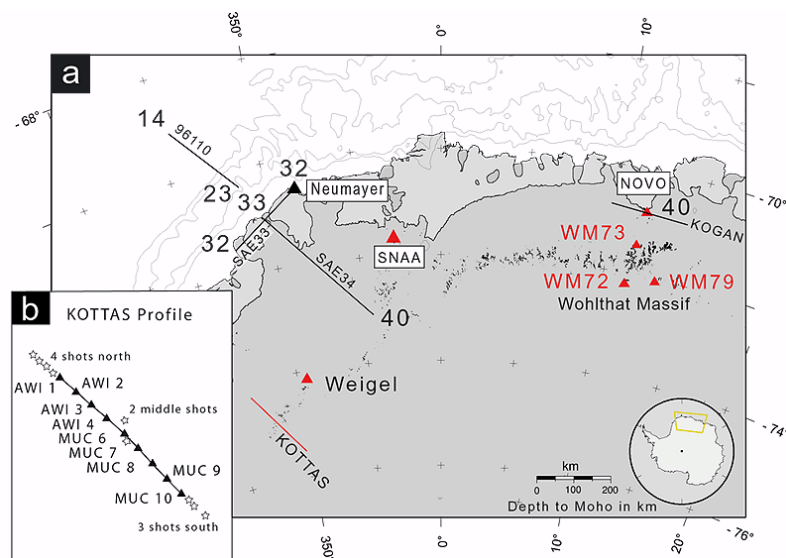 350°
0°
10°
a
- 68°
14
96110
32
Neumayer
23
33
NOVO
- 70°
40
KOGAN
32
SAE33
SNAA
WM73
SAE34
WM72
WM79
Wohlthat Massif
40
b
KOTTAS Profile
4 shots north
AWI 1
AWI 2
AWI 3
2 middle shots
AWI 4
MUC 6
MUC 7
MUC 8
MUC 9
MUC 10
3 shots south
Weigel
KOTTAS
- 74°
km
0
100
200
Depth to Moho in km
350°
0°
10°
20°
- 76°